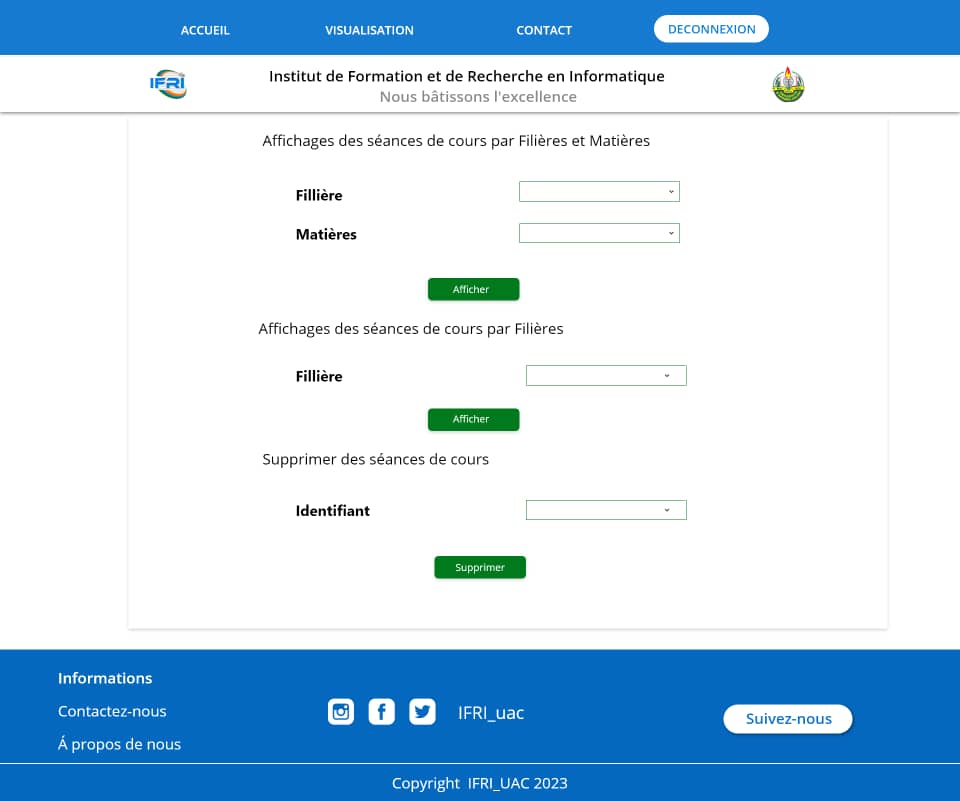 ACCUEIL VISUALISATION CONTACT DECONNEXION
IFRI Institut de Formation et de Recherche en Informatique
Nous bâtissons l'excellence
Affichages des séances de cours par Filières et Matières
Fillière
Matières
Afficher
Affichages des séances de cours par Filières
Fillière
Afficher
Supprimer des séances de cours
Identifiant
Supprimer
Informations
Contactez-nous
IFRI_uac
Suivez-nous
Á propos de nous
Copyright IFRI_UAC 2023